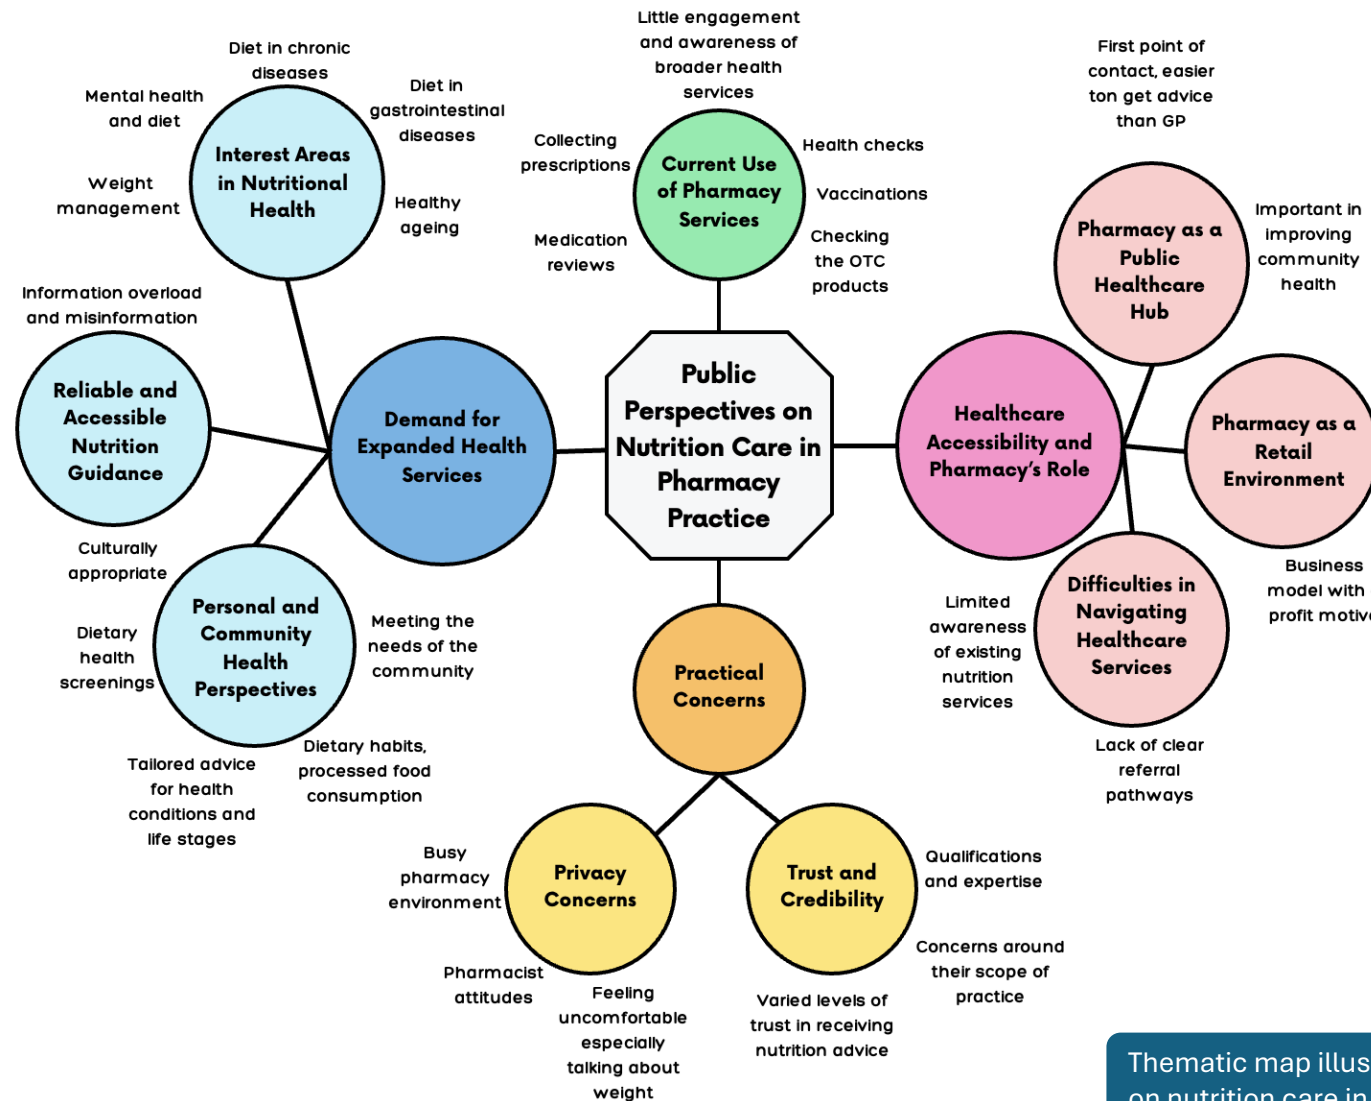 Little engagement
and awareness of
broader health
services
Diet in chronic
diseases
Mental health
and diet
Diet in
gastrointestinal
diseases
Weight
management
Healthy
ageing
Interest Areas
in Nutritional
Health
Collecting
prescriptions
Health checks
Vaccinations
Medication
reviews
Checking
the OTC
products
Current Use
of Pharmacy
Services
First point of
contact, easier
ton get advice
than GP
Pharmacy as a
Public
Healthcare
Hub
Important in
improving
community
health
Information overload
and misinformation
Reliable and
Accessible
Nutrition
Guidance
Demand for
Expanded Health
Services
Public
Perspectives on
Nutrition Care in
Pharmacy
Practice
Healthcare
Accessibility and
Pharmacy's Role
Pharmacy as a
Retail
Environment
Business
model with
profit motive
Culturally
appropriate
Dietary
health
screenings
Personal and
Community
Health
Perspectives
Meeting the
needs of the
community
Tailored advice
for health
conditions and
life stages
Dietary habits,
processed food
consumption
Practical
Concerns
Limited
awareness
of existing
nutrition
services
Difficulties in
Navigating
Healthcare
Services
Lack of clear
referral
pathways
Busy
pharmacy
environment
Privacy
Concerns
Pharmacist
attitudes
Feeling
uncomfortable
especially
talking about
weight
Trust and
Credibility
Qualifications
and expertise
Concerns around
their scope of
practice
Varied levels of
trust in receiving
nutrition advice
Thematic map illus
on nutrition care in